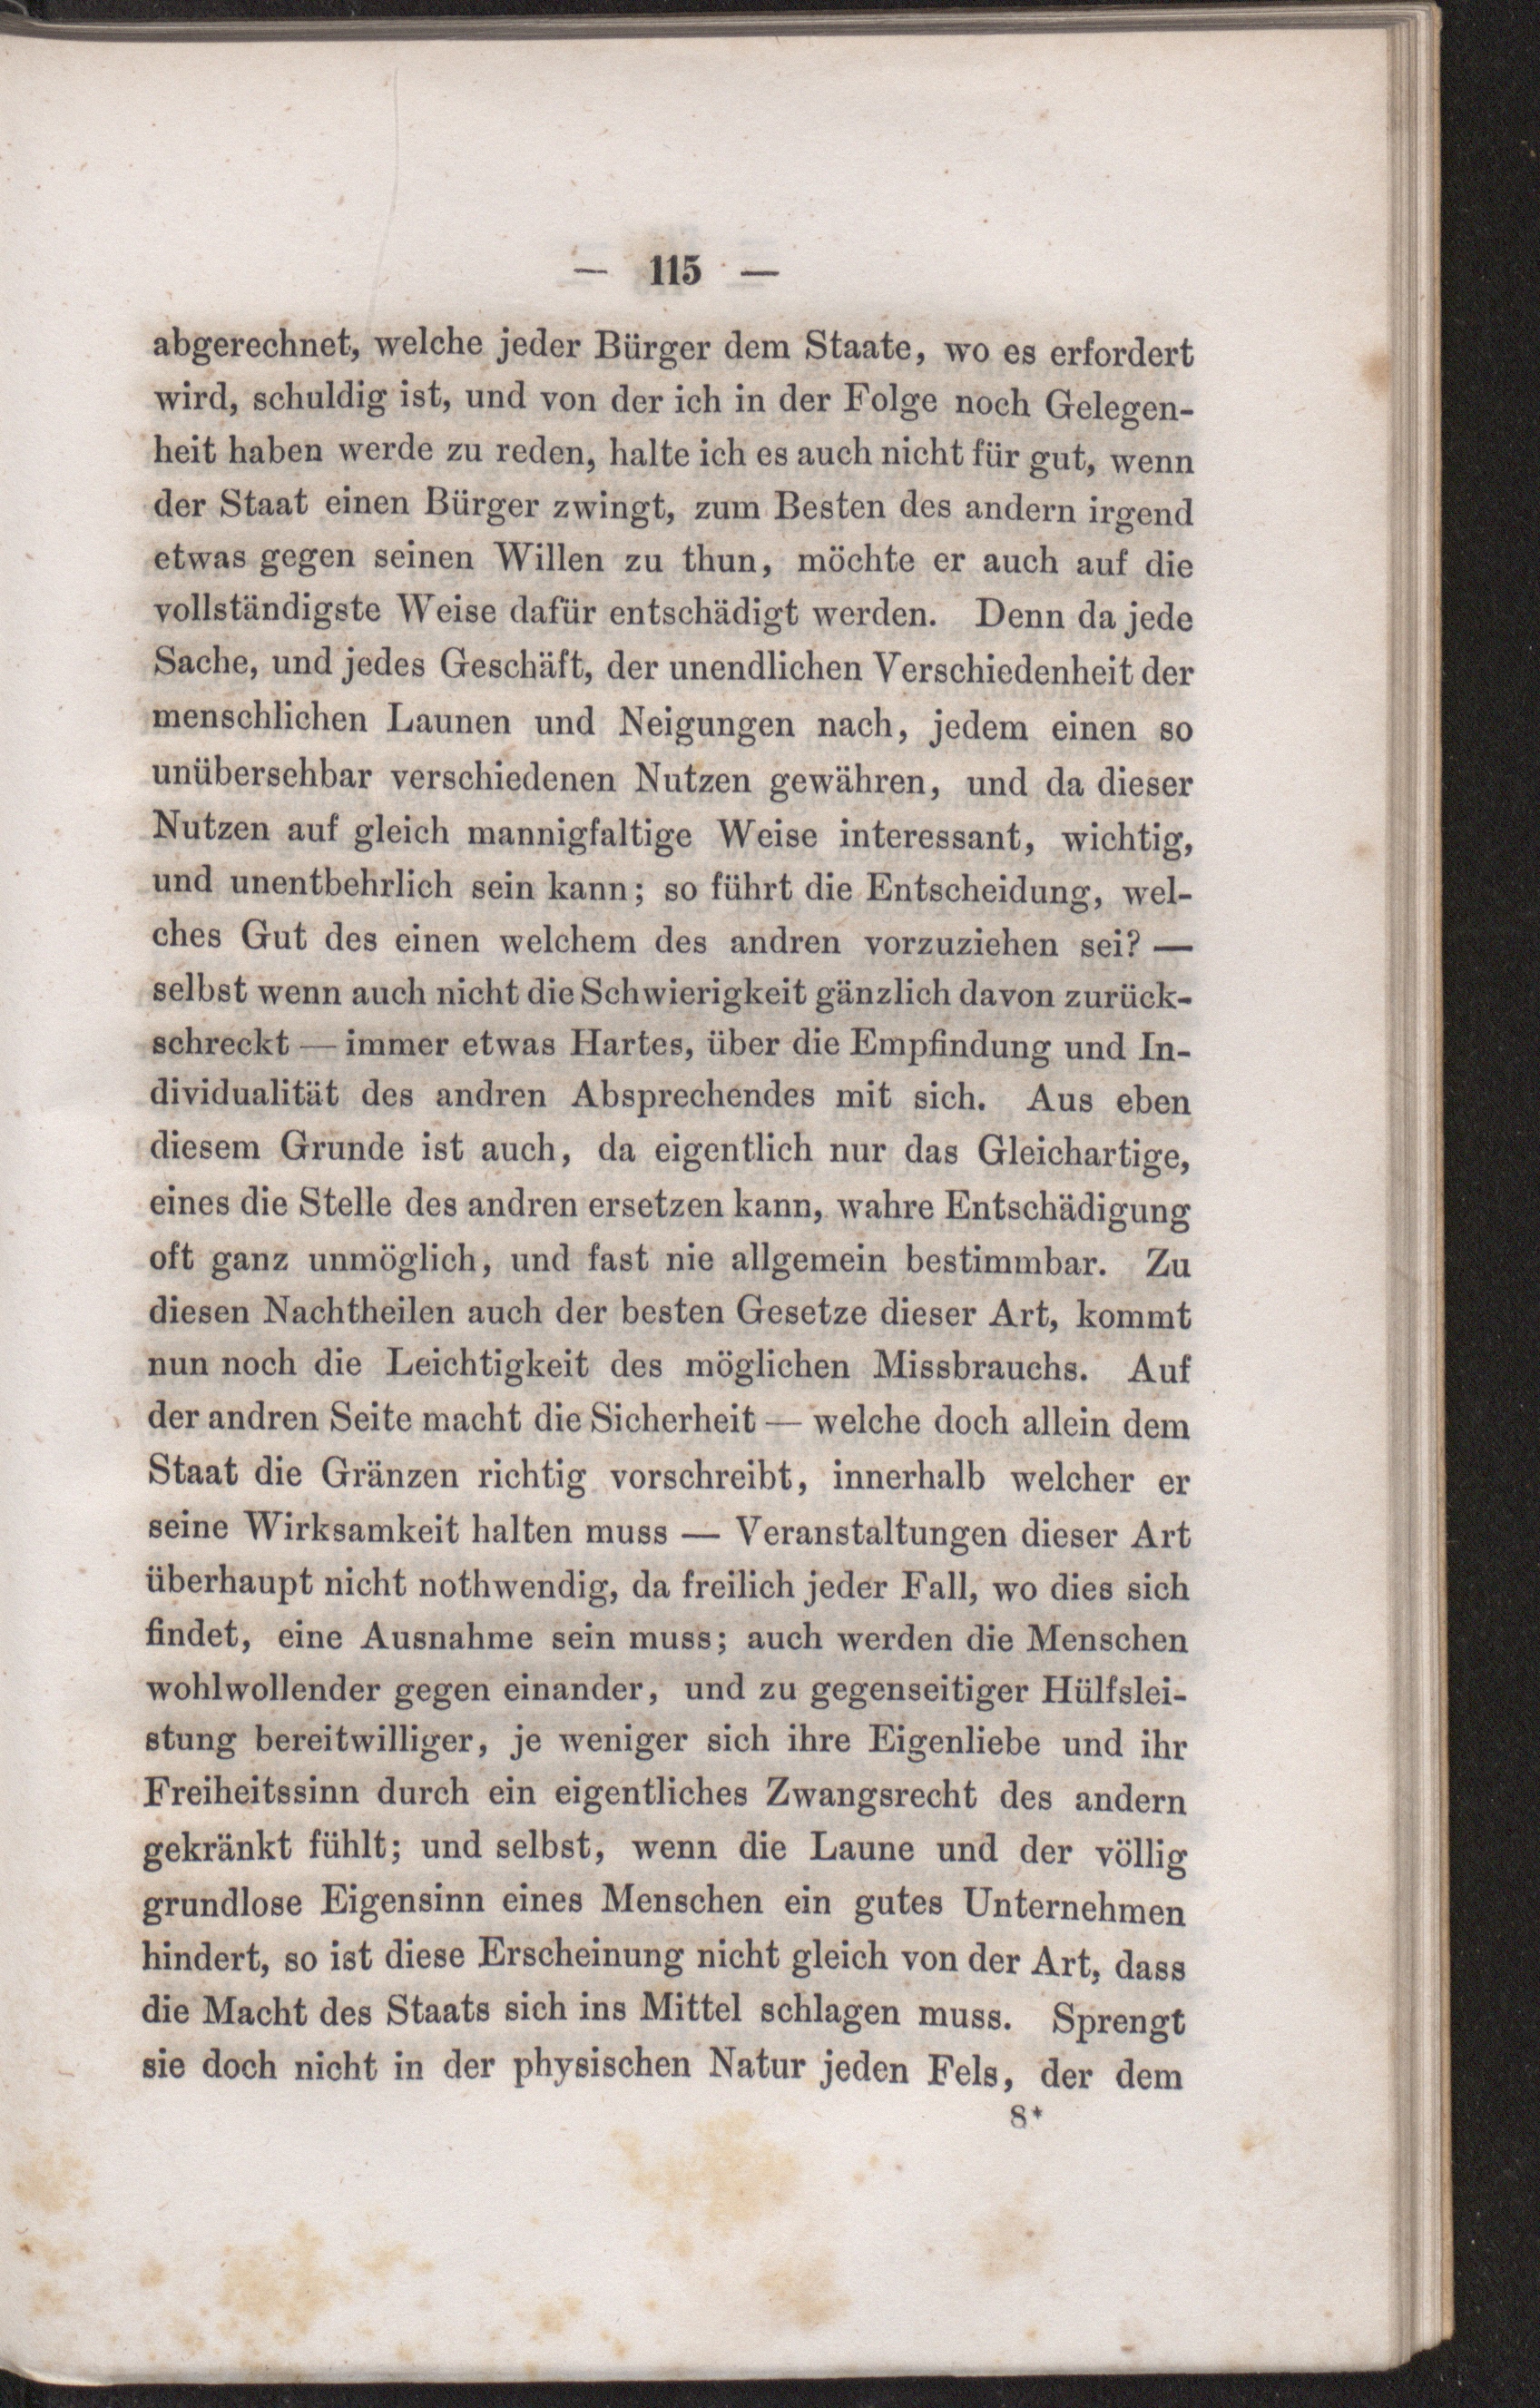 — 115 —
abgerechnet, welche jeder Bürger dem Staate, wo es erfordert
wird, schuldig ist, und von der ich in der Folge noch Gelegen-
heit haben werde zu reden, halte ich es auch nicht für gut, wenn
der Staat einen Bürger zwingt, zum Besten des andern irgend
etwas gegen seinen Willen zu thun, möchte er auch auf die
vollständigste Weise dafür entschädigt werden. Denn da jede
Sache, und jedes Geschäft, der unendlichen Verschiedenheit der
menschlichen Launen und Neigungen nach, jedem einen so
unübersehbar verschiedenen Nutzen gewähren, und da dieser
Nutzen auf gleich mannigfaltige Weise interessant, wichtig,
und unentbehrlich sein kann; so führt die Entscheidung, wel-
ches Gut des einen welchem des andren vorzuziehen sei? —
selbst wenn auch nicht die Schwierigkeit gänzlich davon zurück-
schreckt — immer etwas Hartes, über die Empfindung und In-
dividualität des andren Absprechendes mit sich. Aus eben
diesem Grunde ist auch, da eigentlich nur das Gleichartige,
eines die Stelle des andren ersetzen kann, wahre Entschädigung
oft ganz unmöglich, und fast nie allgemein bestimmbar. Zu
diesen Nachtheilen auch der besten Gesetze dieser Art, kommt
nun noch die Leichtigkeit des möglichen Missbrauchs. Auf
der andren Seite macht die Sicherheit — welche doch allein dem
Staat die Gränzen richtig vorschreibt, innerhalb welcher er
seine Wirksamkeit halten muss — Veranstaltungen dieser Art
überhaupt nicht nothwendig, da freilich jeder Fall, wo dies sich
findet, eine Ausnahme sein muss; auch werden die Menschen
wohlwollender gegen einander, und zu gegenseitiger Hülfslei-
stung bereitwilliger, je weniger sich ihre Eigenliebe und ihr
Freiheitssinn durch ein eigentliches Zwangsrecht des andern
gekränkt fühlt; und selbst, wenn die Laune und der völlig
grundlose Eigensinn eines Menschen ein gutes Unternehmen
hindert, so ist diese Erscheinung nicht gleich von der Art, dass
die Macht des Staats sich ins Mittel schlagen muss. Sprengt
sie doch nicht in der physischen Natur jeden Fels, der dem
8*